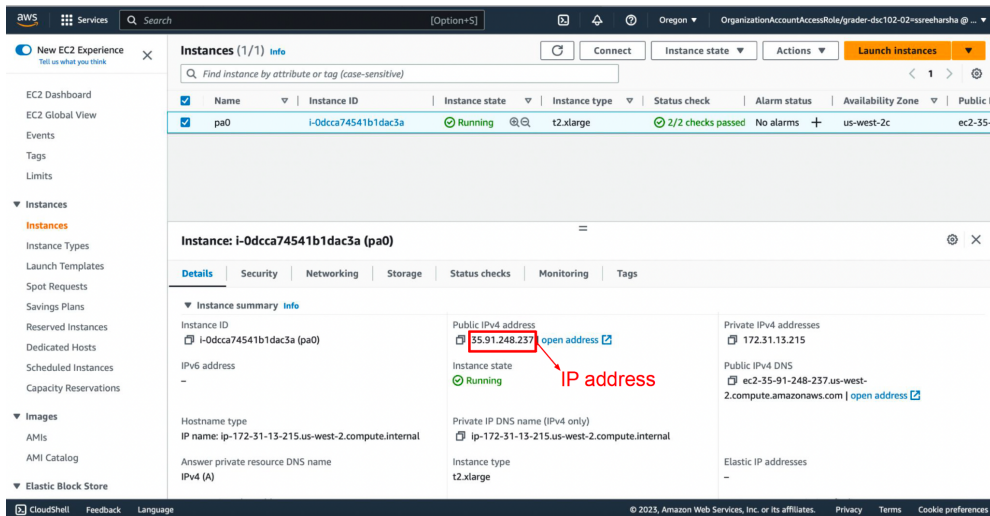 aws
Services
Search
[Option+S]
Oregon ▼
OrganizationAccountAccessRole/grader-dsc102-02=ssreeharsha @ ... ▼
New EC2 Experience
Tell us what you think
EC2 Dashboard
EC2 Global View
Events
Tags
Limits
▼ Instances
Instances
Instance Types
Launch Templates
Spot Requests
Savings Plans
Reserved Instances
Dedicated Hosts
Scheduled Instances
Capacity Reservations
▼ Images
AMIs
AMI Catalog
▼ Elastic Block Store
Instances (1/1) Info
Connect
Instance state ▼
Actions ▼
Launch instances ▼
Find instance by attribute or tag (case-sensitive)
< 1 >
Name
Instance ID
Instance state
Instance type
Status check
Alarm status
Availability Zone
Public
pa0
i-0dcca74541b1dac3a
Running
t2.xlarge
2/2 checks passed
No alarms +
us-west-2c
ec2-35-
Instance: i-0dcca74541b1dac3a (pa0)
Details
Security
Networking
Storage
Status checks
Monitoring
Tags
▼ Instance summary Info
Instance ID
i-0dcca74541b1dac3a (pa0)
Public IPv4 address
35.91.248.237 | open address
Private IPv4 addresses
172.31.13.215
IPv6 address
–
Instance state
Running
IP address
Public IPv4 DNS
ec2-35-91-248-237.us-west-
2.compute.amazonaws.com | open address
Hostname type
IP name: ip-172-31-13-215.us-west-2.compute.internal
Private IP DNS name (IPv4 only)
ip-172-31-13-215.us-west-2.compute.internal
Answer private resource DNS name
IPv4 (A)
Instance type
t2.xlarge
Elastic IP addresses
–
CloudShell
Feedback
Language
© 2023, Amazon Web Services, Inc. or its affiliates.
Privacy
Terms
Cookie preferences